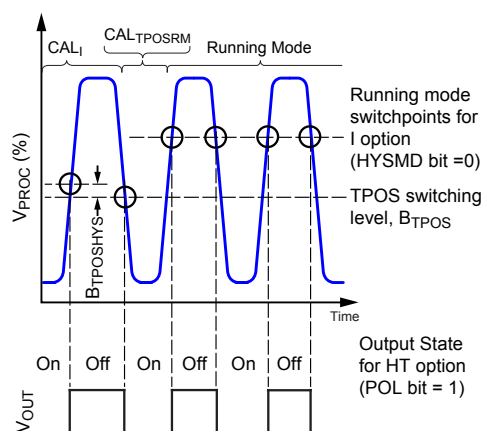 CAL_TPOSRM
CAL_I
Running Mode
V_PROC (%)
B_TPOSHYS
Running mode
switchpoints for
I option
(HYSMD bit =0)
TPOS switching
level, B_TPOS
Time
On Off On Off On Off
Output State
for HT option
(POL bit = 1)
V_OUT